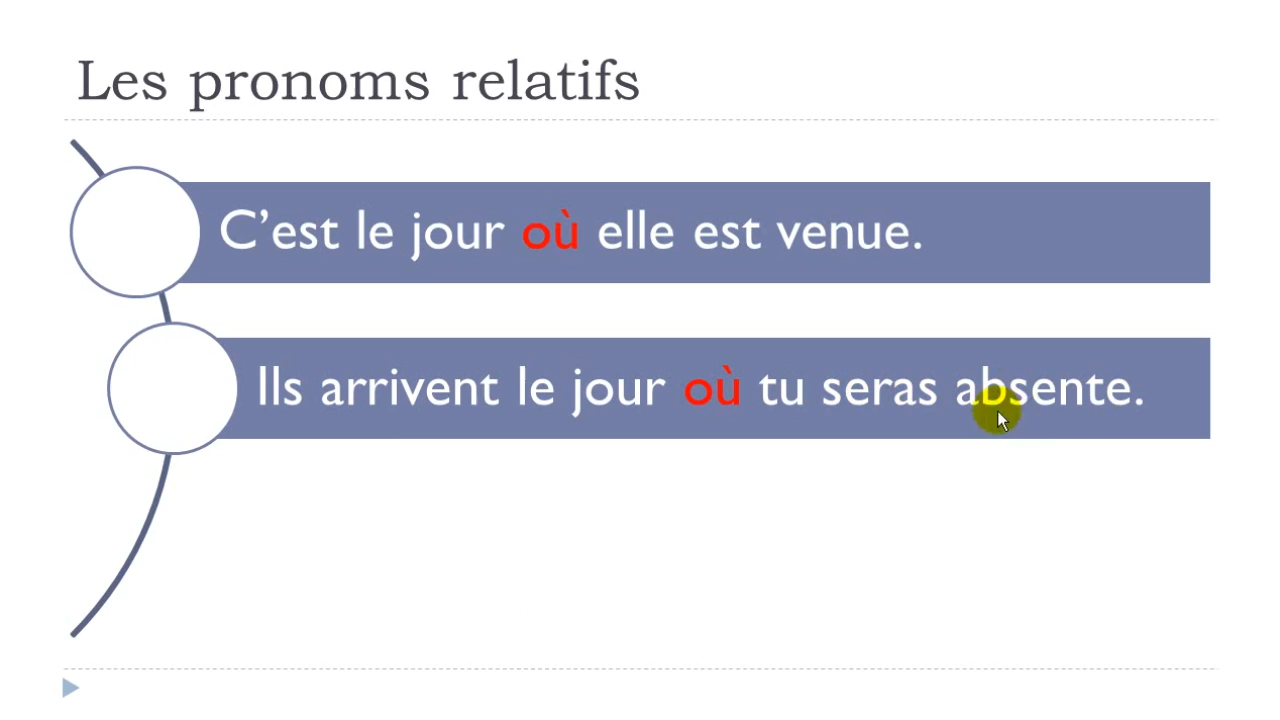 Les pronoms relatifs
C’est le jour où elle est venue.
Ils arrivent le jour où tu seras absente.